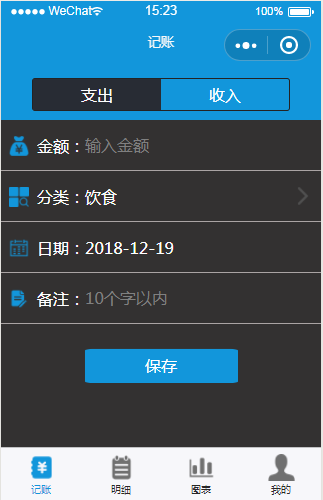 ●●●●● WeChat 15:23 100%
记账
支出 收入
金额：输入金额
分类：饮食
日期：2018-12-19
备注：10个字以内
保存
记账 明细 图表 我的